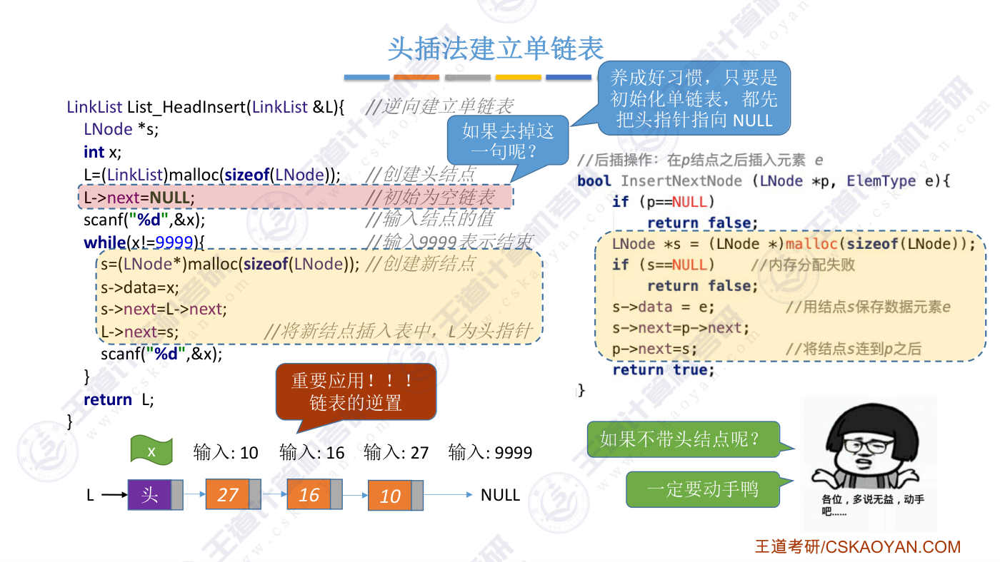 头插法建立单链表
养成好习惯，只要是
初始化单链表，都先
把头指针指向 NULL
LinkList List_HeadInsert(LinkList &L){ //逆向建立单链表
LNode *s;
int x;
L=(LinkList)malloc(sizeof(LNode)); //创建头结点
L->next=NULL; //初始为空链表
scanf("%d",&x); //输入结点的值
while(x!=9999){ //输入9999表示结束
s=(LNode*)malloc(sizeof(LNode)); //创建新结点
s->data=x;
s->next=L->next;
L->next=s; //将新结点插入表中，L为头指针
scanf("%d",&x);
}
return L;
}
如果去掉这
一句呢？
//后插操作：在p结点之后插入元素 e
bool InsertNextNode (LNode *p, ElemType e){
if (p==NULL)
return false;
LNode *s = (LNode *)malloc(sizeof(LNode));
if (s==NULL) //内存分配失败
return false;
s->data = e; //用结点s保存数据元素e
s->next=p->next;
p->next=s; //将结点s连到p之后
return true;
}
重要应用！！！
链表的逆置
x 输入: 10 输入: 16 输入: 27 输入: 9999
L 头 27 16 10 NULL
如果不带头结点呢？
一定要动手鸭
各位，多说无益，动手
吧......
王道考研/CSKAOYAN.COM
王道计算机考研
www.cskaoyan.com